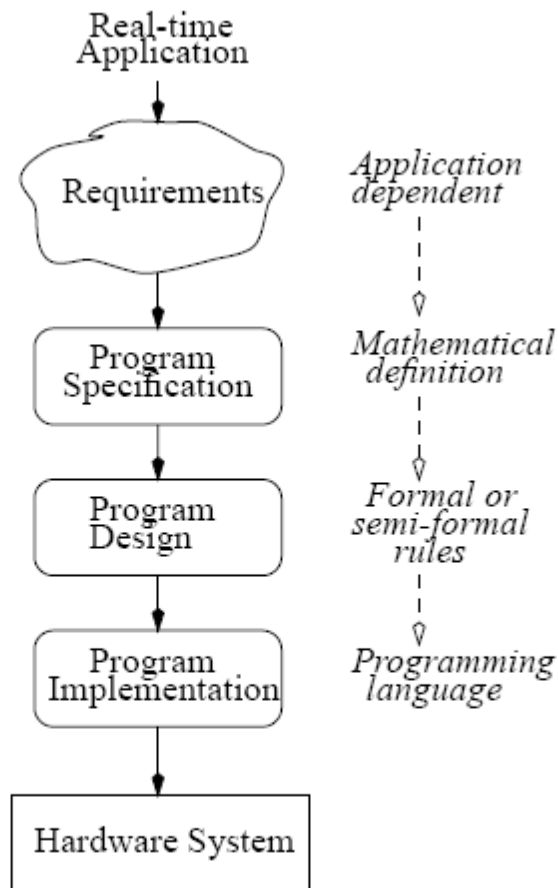 Real-time
Application
Requirements
Application
dependent
Program
Specification
Mathematical
definition
Program
Design
Formal or
semi-formal
rules
Program
Implementation
Programming
language
Hardware System